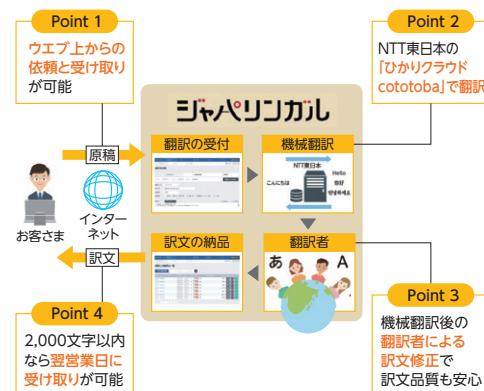 Point 1
ウエブ上からの
依頼と受け取り
が可能
Point 2
NTT東日本の
「ひかりクラウド
cototoba」で翻訳
ジャパリンガル
翻訳の受付
機械翻訳
NTT東日本
こんにちは
Hello
你好
안녕하세요
原稿
お客さま
インター
ネット
訳文
訳文の納品
翻訳者
あ
A
Point 4
2,000文字以内
なら翌営業日に
受け取りが可能
Point 3
機械翻訳後の
翻訳者による
訳文修正で
訳文品質も安心